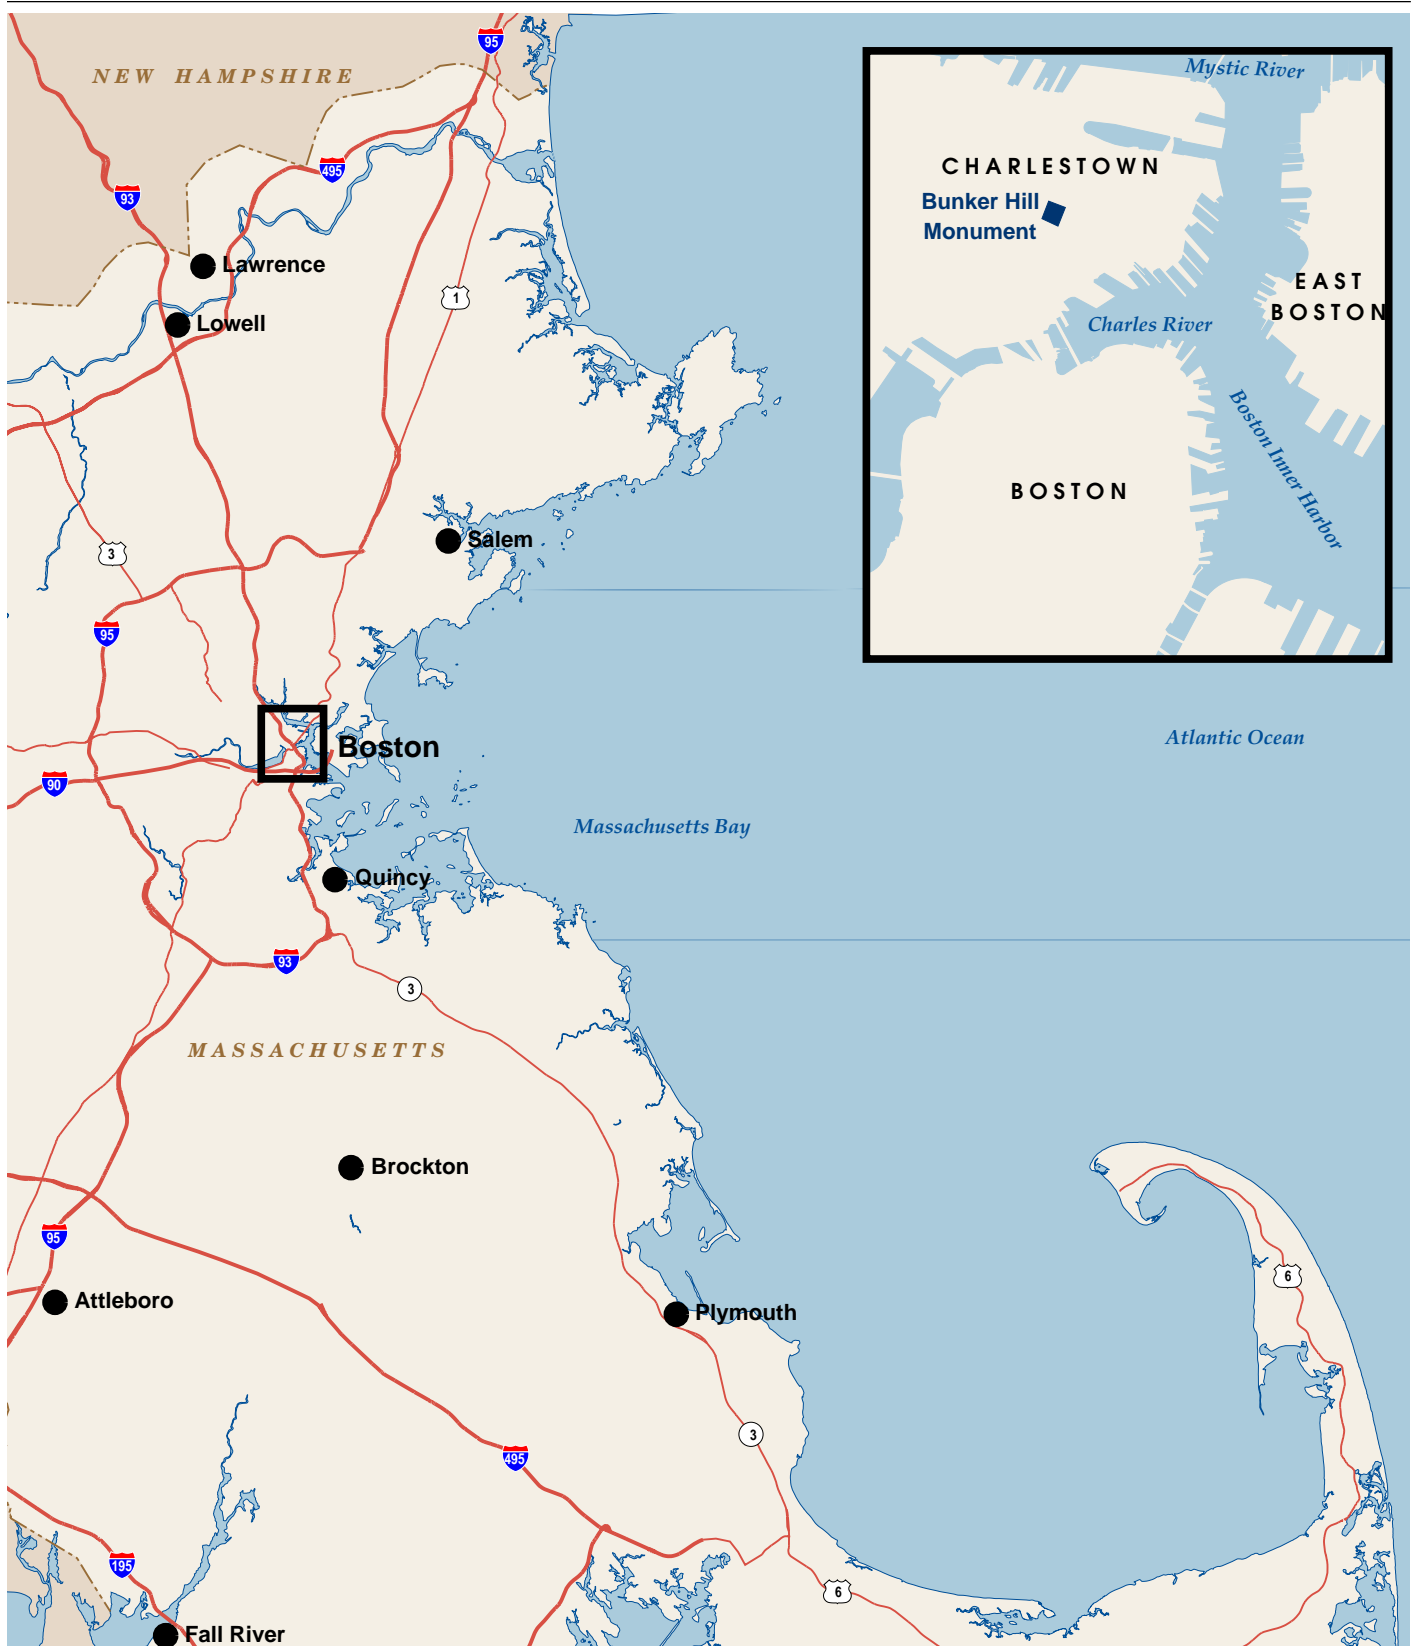 95
NEW HAMPSHIRE
Mystic River
495
CHARLESTOWN
93
Bunker Hill
Monument
Lawrence
EAST
BOSTON
1
Lowell
Charles River
Boston Inner Harbor
BOSTON
Salem
3
95
Atlantic Ocean
Boston
90
Massachusetts Bay
Quincy
93
3
MASSACHUSETTS
Brockton
95
6
Attleboro
Plymouth
3
495
195
6
Fall River